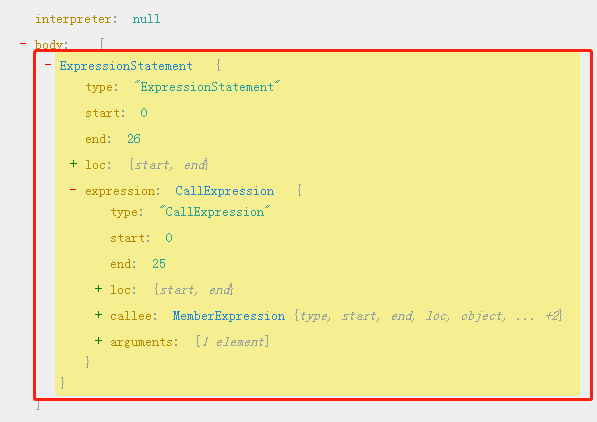 interpreter: null
- body: [
- ExpressionStatement {
type: "ExpressionStatement"
start: 0
end: 26
+ loc: {start, end}
- expression: CallExpression {
type: "CallExpression"
start: 0
end: 25
+ loc: {start, end}
+ callee: MemberExpression {type, start, end, loc, object, ... +2}
+ arguments: [1 element]
}
}
]